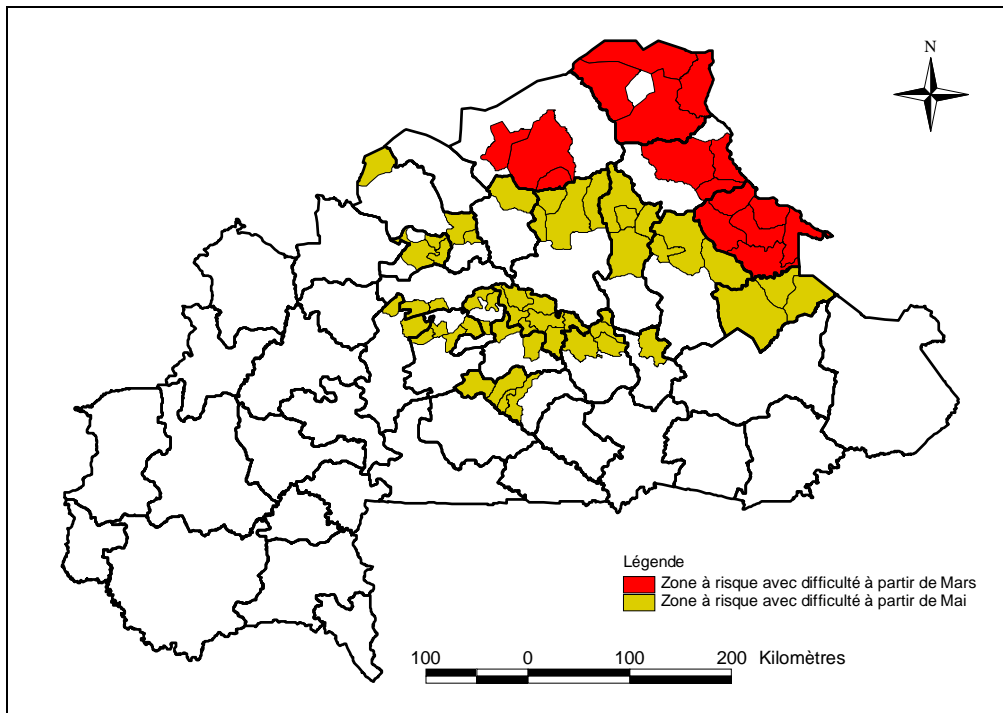 N
Légende
Zone à risque avec difficulté à partir de Mars
Zone à risque avec difficulté à partir de Mai
100 0 100 200 Kilomètres